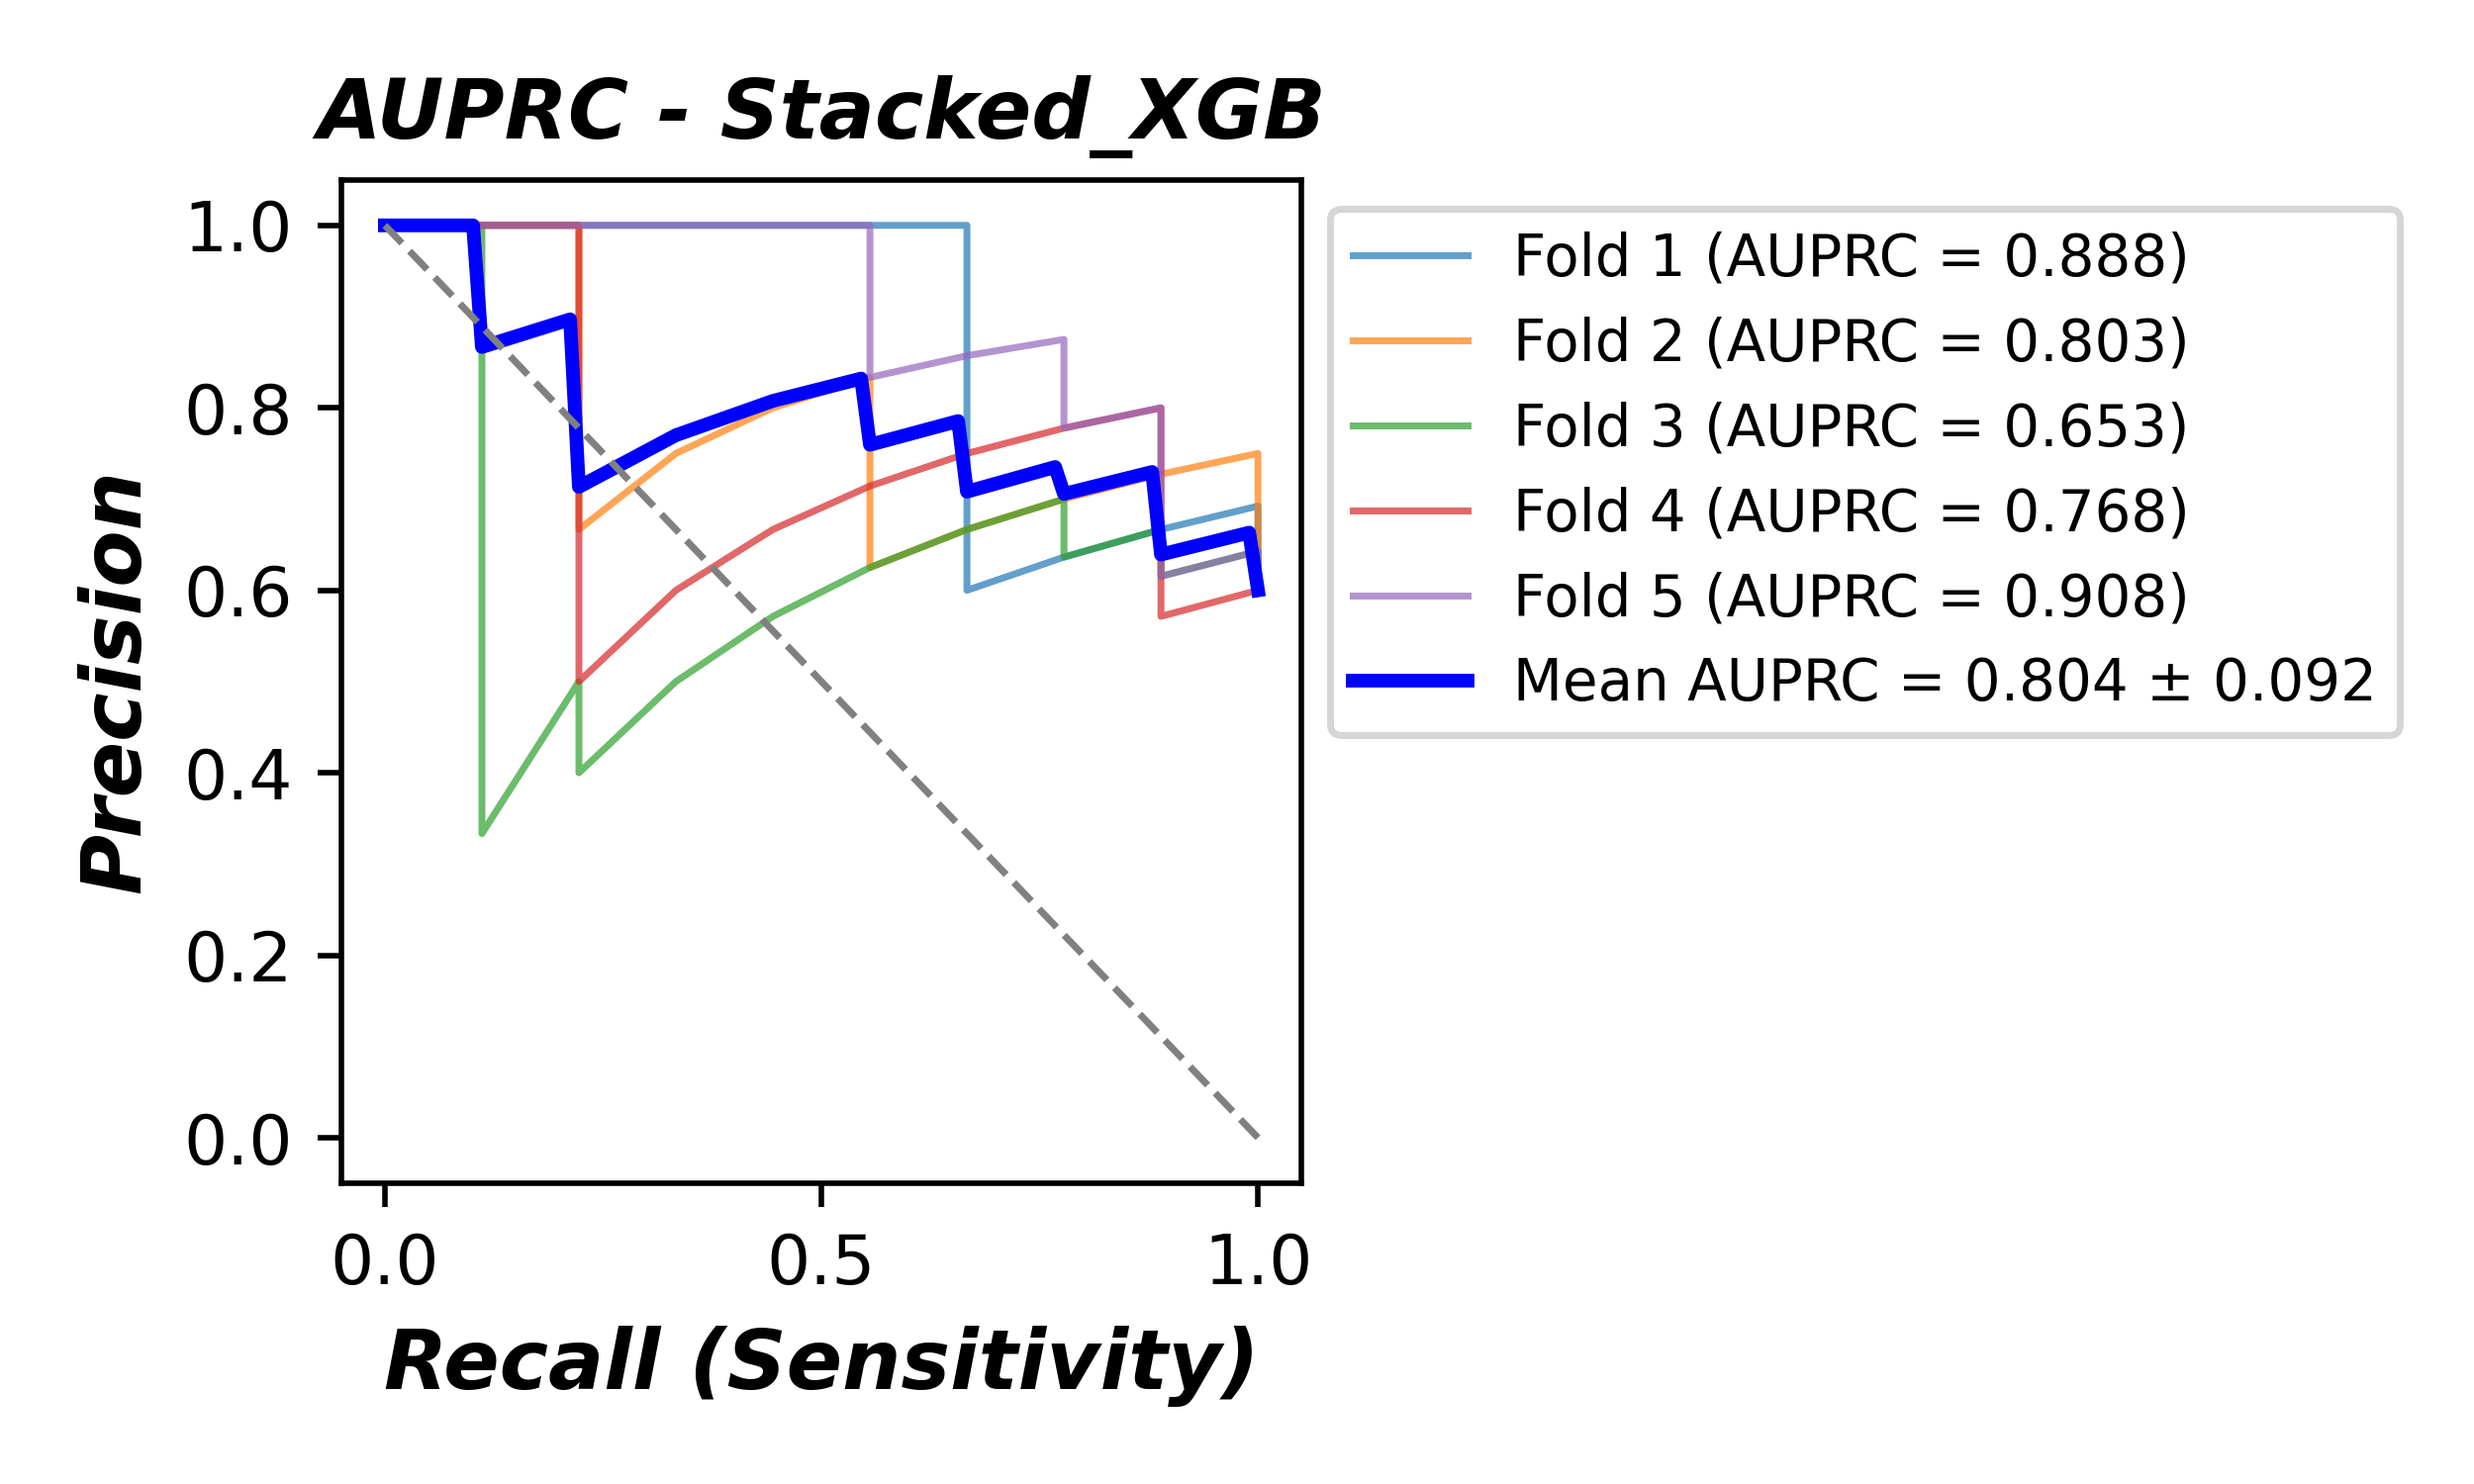 AUPRC - Stacked_XGB
Precision
1.0
0.8
0.6
0.4
0.2
0.0
0.0 0.5 1.0
Recall (Sensitivity)
Fold 1 (AUPRC = 0.888)
Fold 2 (AUPRC = 0.803)
Fold 3 (AUPRC = 0.653)
Fold 4 (AUPRC = 0.768)
Fold 5 (AUPRC = 0.908)
Mean AUPRC = 0.804 ± 0.092